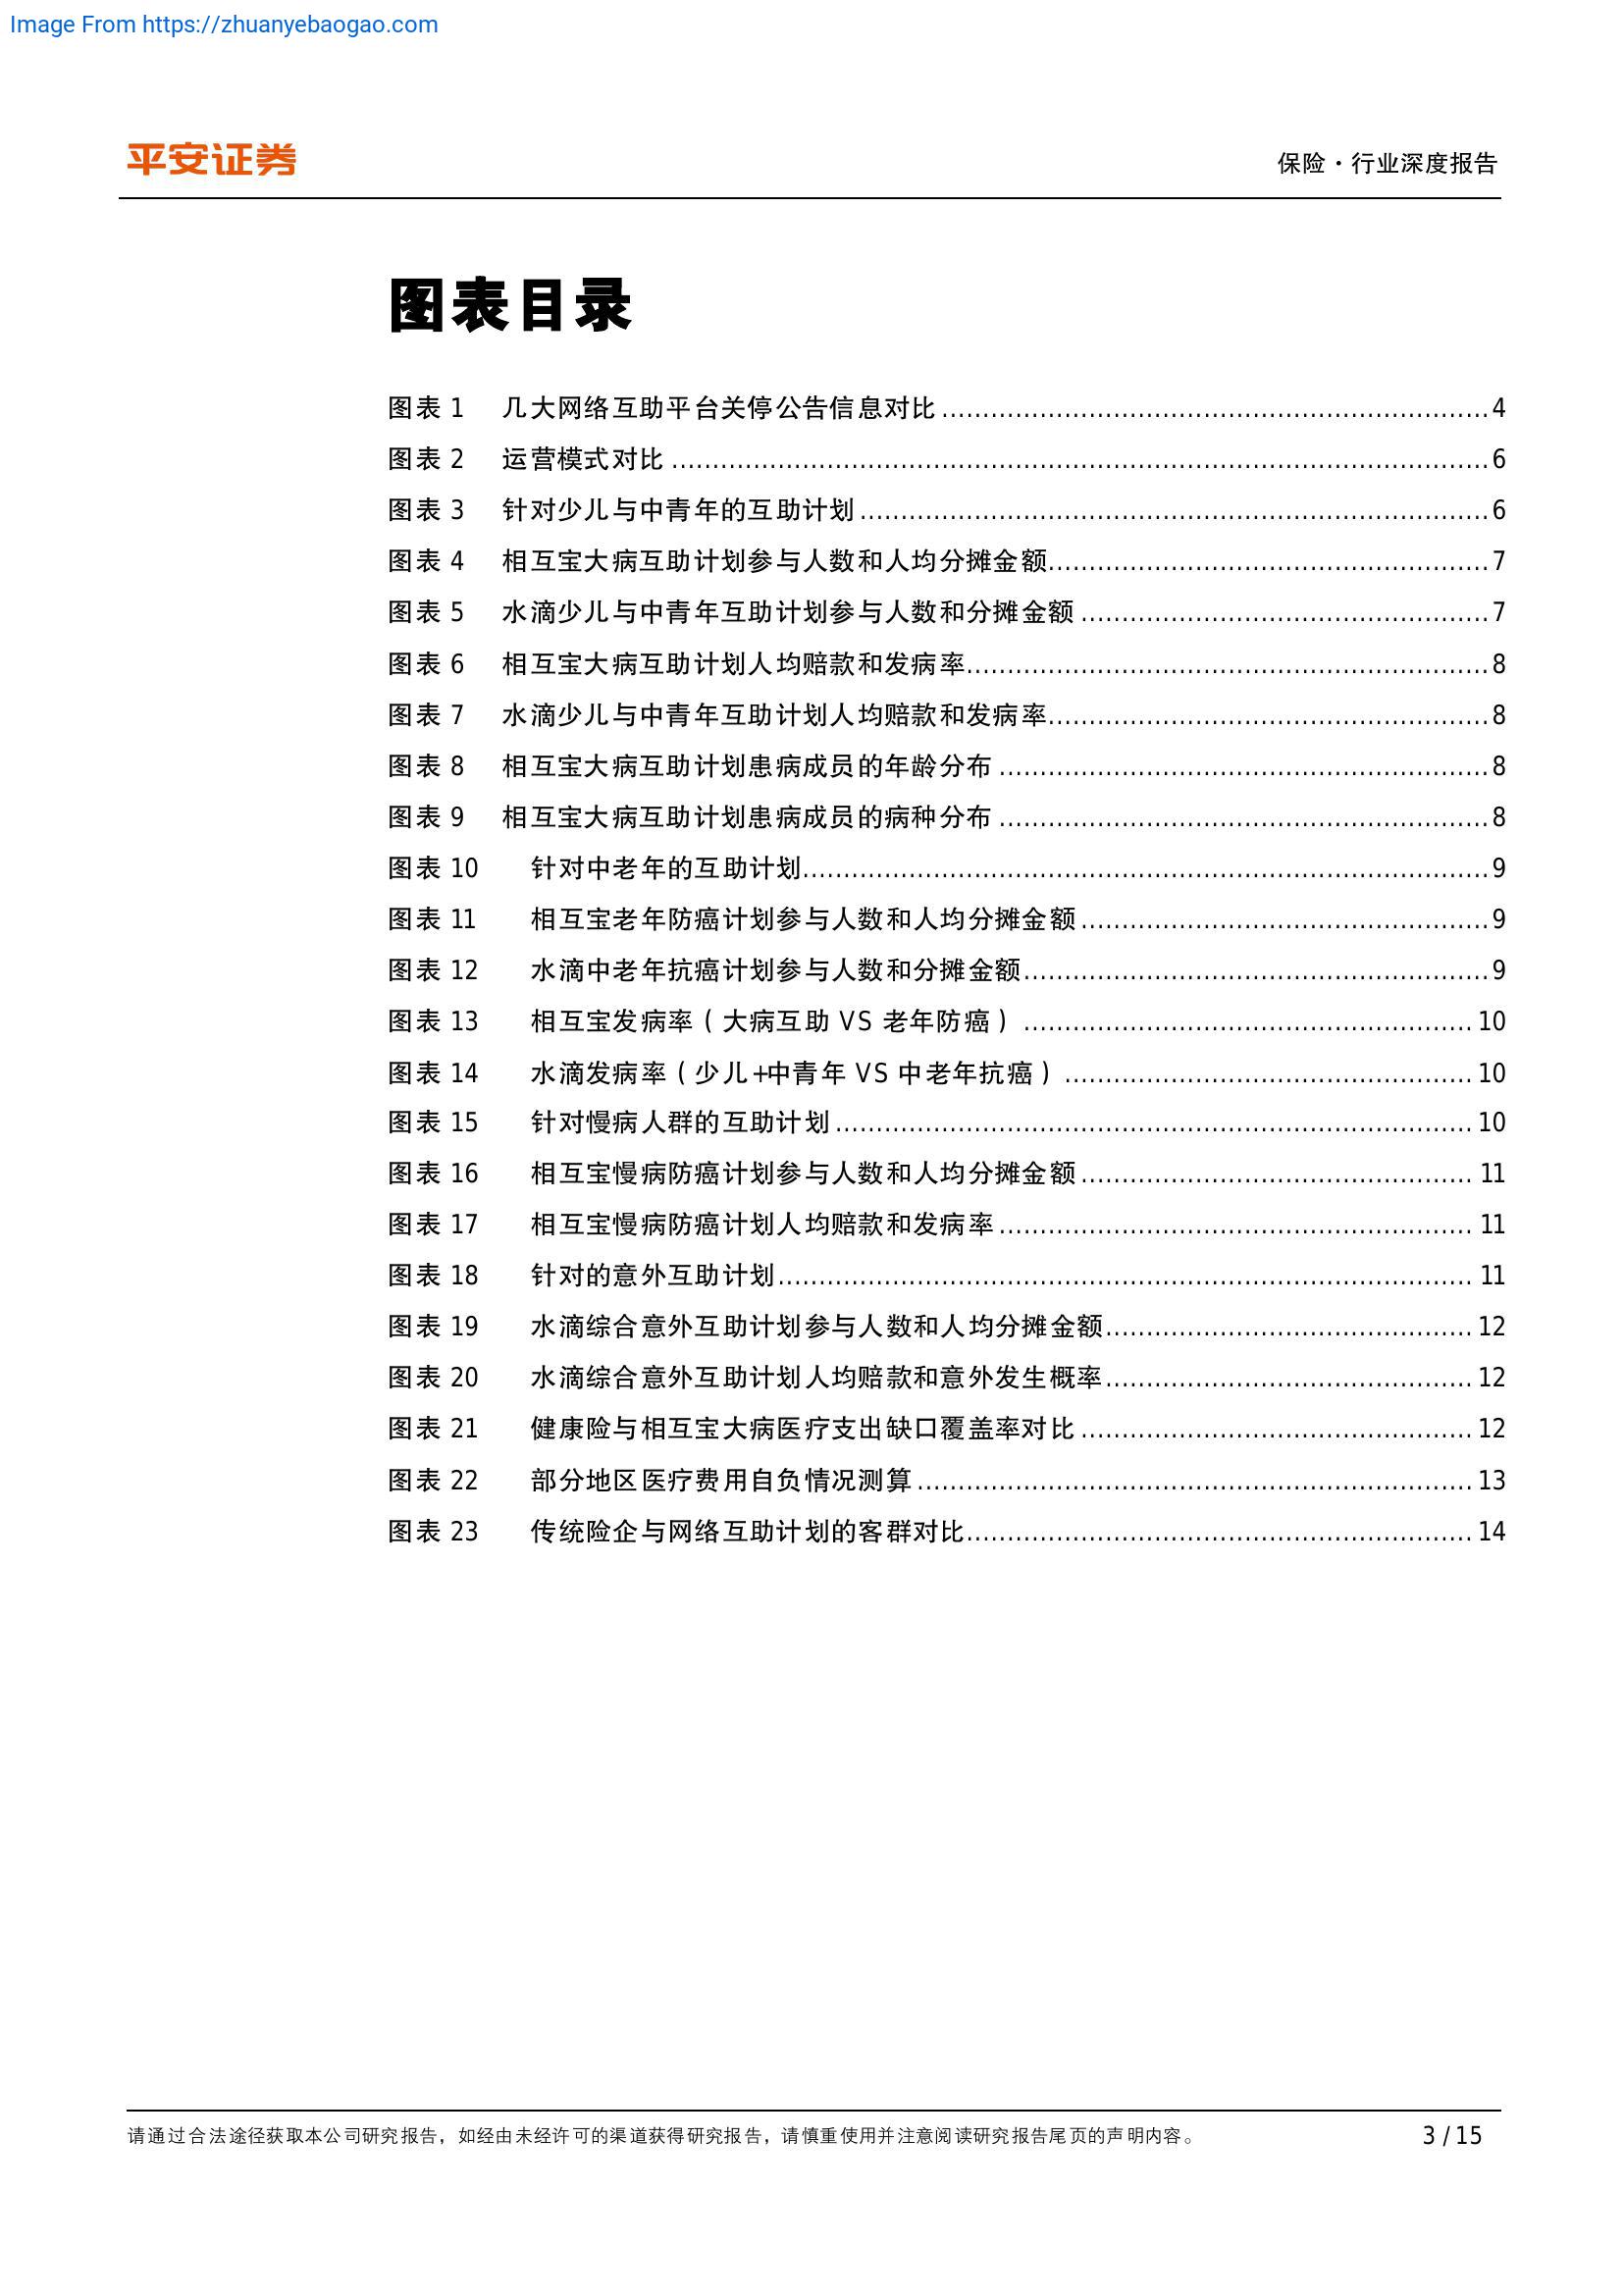 Image From https://zhuanyebaogao.com
平安证券
保险·行业深度报告
图表目录
图表 1 几大网络互助平台关停公告信息对比 ........ 4
图表 2 运营模式对比 ........ 6
图表 3 针对少儿与中青年的互助计划 ........ 6
图表 4 相互宝大病互助计划参与人数和人均分摊金额 ........ 7
图表 5 水滴少儿与中青年互助计划参与人数和分摊金额 ........ 7
图表 6 相互宝大病互助计划人均赔款和发病率 ........ 8
图表 7 水滴少儿与中青年互助计划人均赔款和发病率 ........ 8
图表 8 相互宝大病互助计划患病成员的年龄分布 ........ 8
图表 9 相互宝大病互助计划患病成员的病种分布 ........ 8
图表 10 针对中老年的互助计划 ........ 9
图表 11 相互宝老年防癌计划参与人数和人均分摊金额 ........ 9
图表 12 水滴中老年抗癌计划参与人数和分摊金额 ........ 9
图表 13 相互宝发病率（大病互助 VS 老年防癌） ........ 10
图表 14 水滴发病率（少儿+中青年 VS 中老年抗癌） ........ 10
图表 15 针对慢病人群的互助计划 ........ 10
图表 16 相互宝慢病防癌计划参与人数和人均分摊金额 ........ 11
图表 17 相互宝慢病防癌计划人均赔款和发病率 ........ 11
图表 18 针对的意外互助计划 ........ 11
图表 19 水滴综合意外互助计划参与人数和人均分摊金额 ........ 12
图表 20 水滴综合意外互助计划人均赔款和意外发生概率 ........ 12
图表 21 健康险与相互宝大病医疗支出缺口覆盖率对比 ........ 12
图表 22 部分地区医疗费用自负情况测算 ........ 13
图表 23 传统险企与网络互助计划的客群对比 ........ 14
请通过合法途径获取本公司研究报告，如经由未经许可的渠道获得研究报告，请慎重使用并注意阅读研究报告尾页的声明内容。
3 / 15